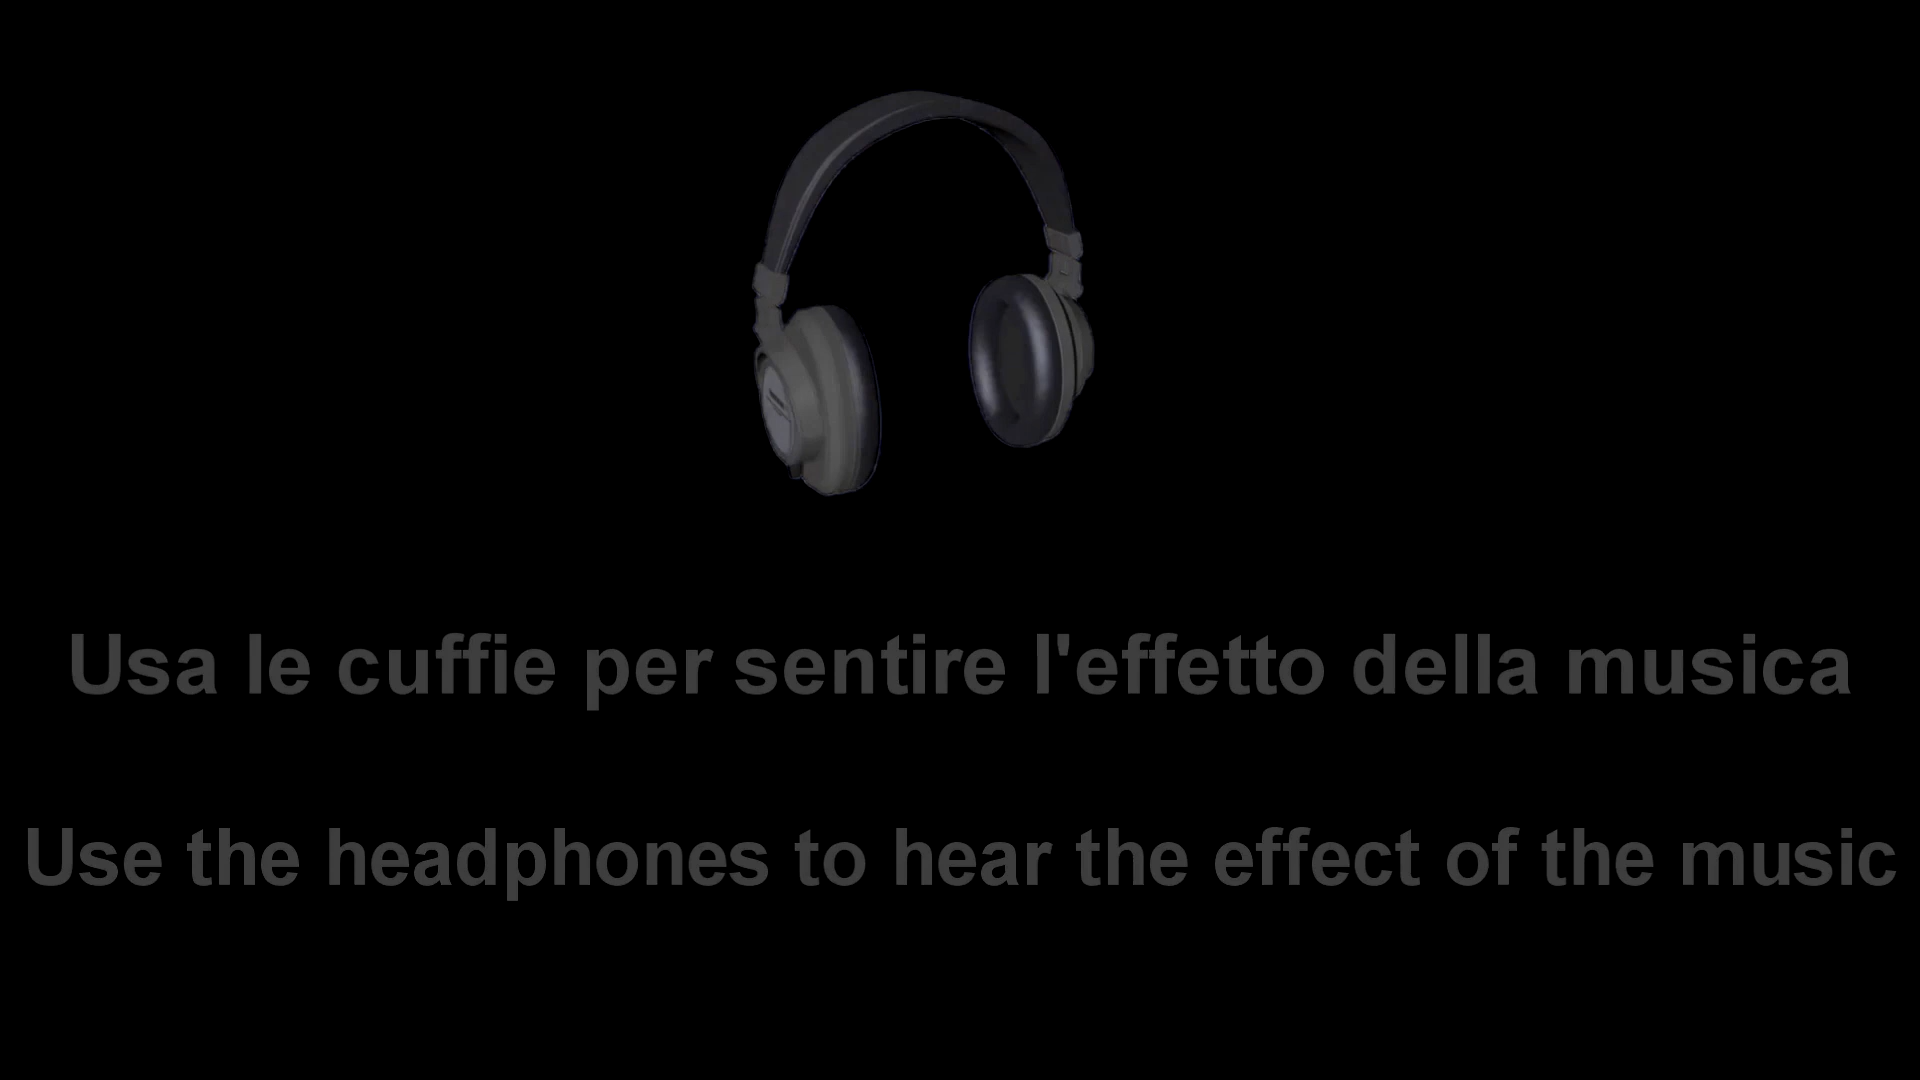 Usa le cuffie per sentire l'effetto della musica
Use the headphones to hear the effect of the music